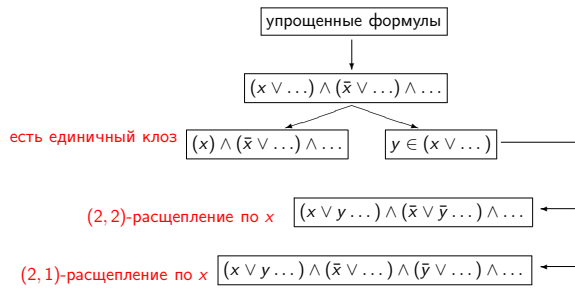 упрощенные формулы
(x ∨ …) ∧ (x̄ ∨ …) ∧ …
есть единичный клоз (x) ∧ (x̄ ∨ …) ∧ … y ∈ (x ∨ … )
(2, 2)-расщепление по x (x ∨ y … ) ∧ (x̄ ∨ ȳ … ) ∧ …
(2, 1)-расщепление по x (x ∨ y … ) ∧ (x̄ ∨ … ) ∧ (ȳ ∨ … ) ∧ …